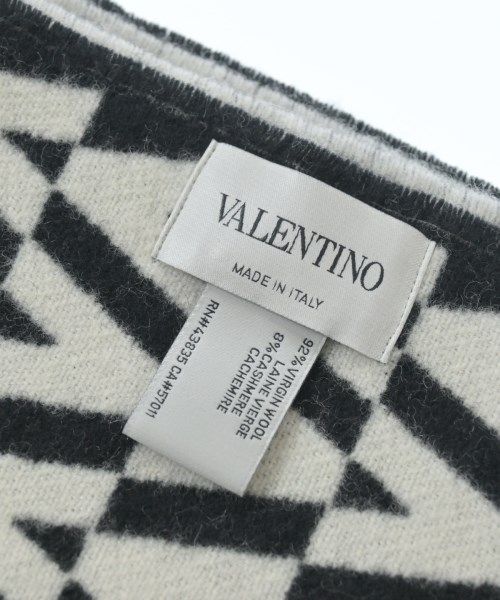 VALENTINO
MADE IN ITALY
92% VIRGIN WOOL
LAINE VIERGE
8% CASHMERE
CACHEMIRE
RN#43835 CA#57011